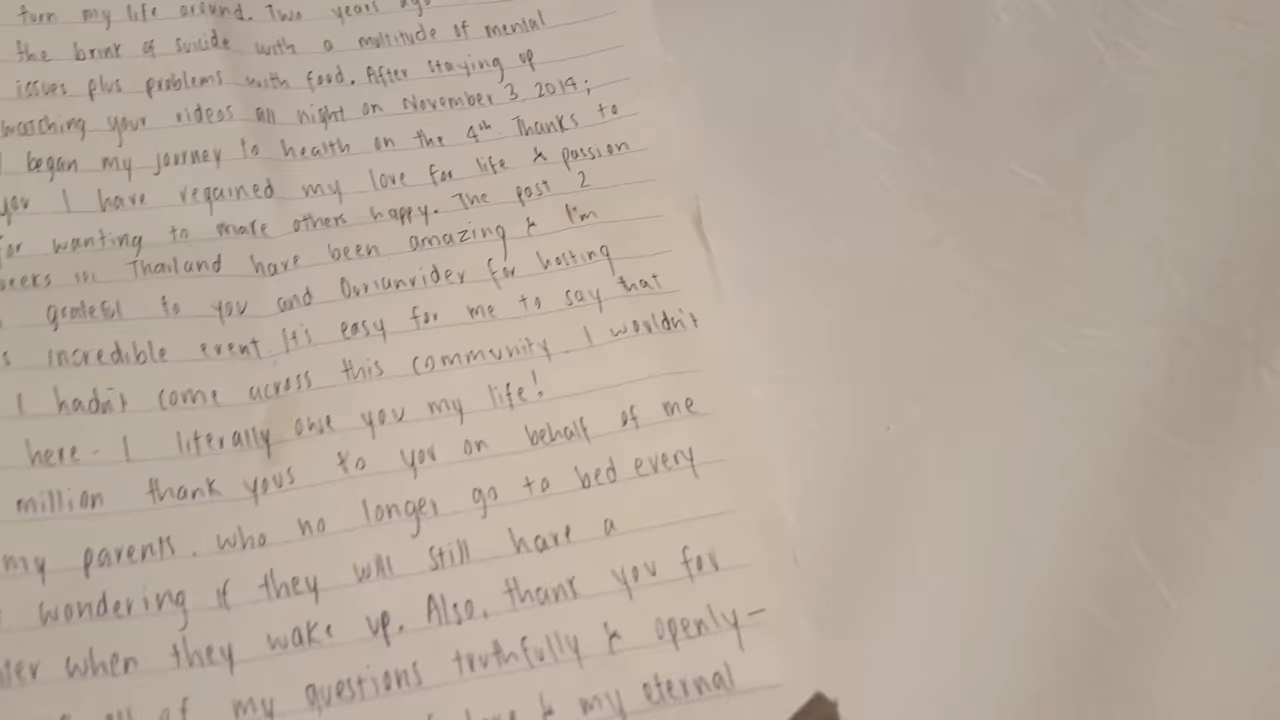 turn my life around. Two years ago
the brink of suicide with a multitude of mental
issues plus problems with food. After staying up
watching your videos all night on November 3, 2014;
I began my journey to health on the 4th. Thanks to
you I have regained my love for life & passion
for wanting to make others happy. The past 2
weeks in Thailand have been amazing & I'm
grateful to you and Durianrider for hosting
incredible event. It's easy for me to say that
I hadn't come across this community. I wouldn't
here - I literally owe you my life!
million thank yous to you on behalf of me
my parents. who no longer go to bed every
wondering if they will still have a
when they wake up. Also, thank you for
all of my questions truthfully & openly-
& my eternal